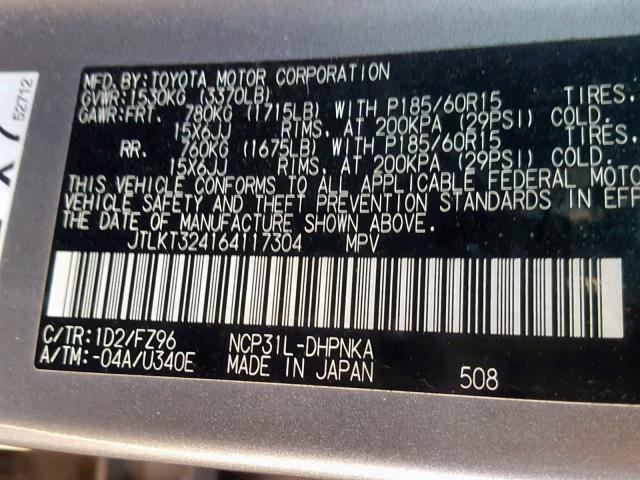 52712
MFD. BY: TOYOTA MOTOR CORPORATION
GVWR: 1530KG (3370LB)
GAWR: FRT. 780KG (1715LB) WITH P185/60R15 TIRES.
15X6JJ RIMS, AT 200KPA (29PSI) COLD.
RR. 760KG (1675LB) WITH P185/60R15 TIRES.
15X6JJ RIMS, AT 200KPA (29PSI) COLD.
THIS VEHICLE CONFORMS TO ALL APPLICABLE FEDERAL MOTO
VEHICLE SAFETY AND THEFT PREVENTION STANDARDS IN EFF
ON THE DATE OF MANUFACTURE SHOWN ABOVE.
JTLKT324164117304 MPV
C/TR: 1D2/FZ96 NCP31L-DHPNKA
A/TM: -04A/U340E MADE IN JAPAN 508